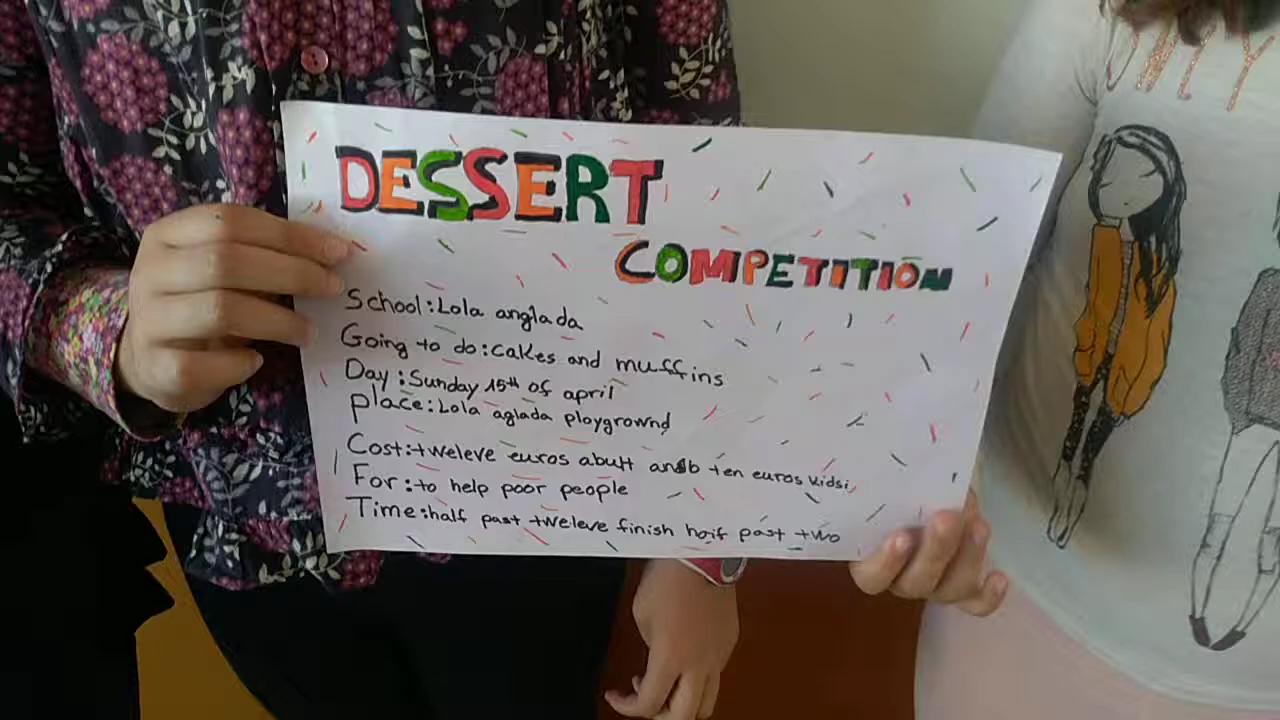 DESSERT
COMPETITION
School:Lola anglada
Going to do:cakes and muffins
Day:Sunday 15th of april
place:Lola aglada playgrownd
Cost:tweleve euros abutt and ten euros kids
For:to help poor people
Time:half past tweleve finish half past two